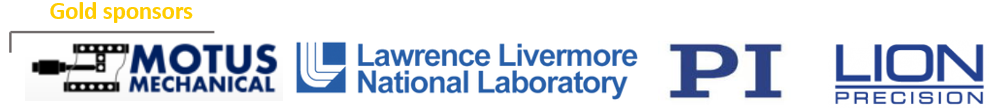 Gold sponsors
MOTUS
MECHANICAL
Lawrence Livermore
National Laboratory
PI
LION
PRECISION